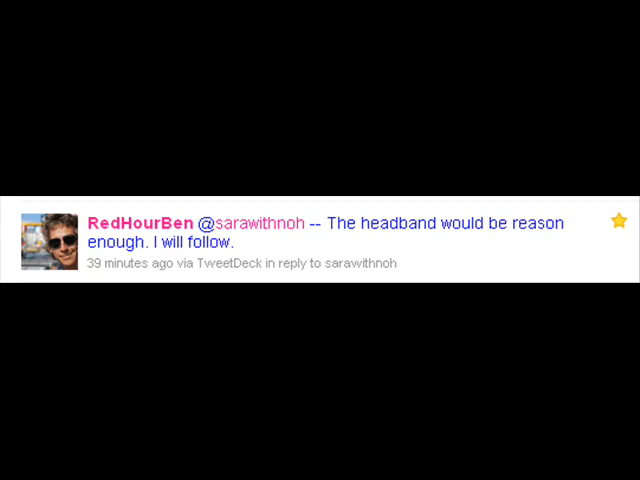 RedHourBen @sarawithnoh -- The headband would be reason
enough. I will follow.
39 minutes ago via TweetDeck in reply to sarawithnoh